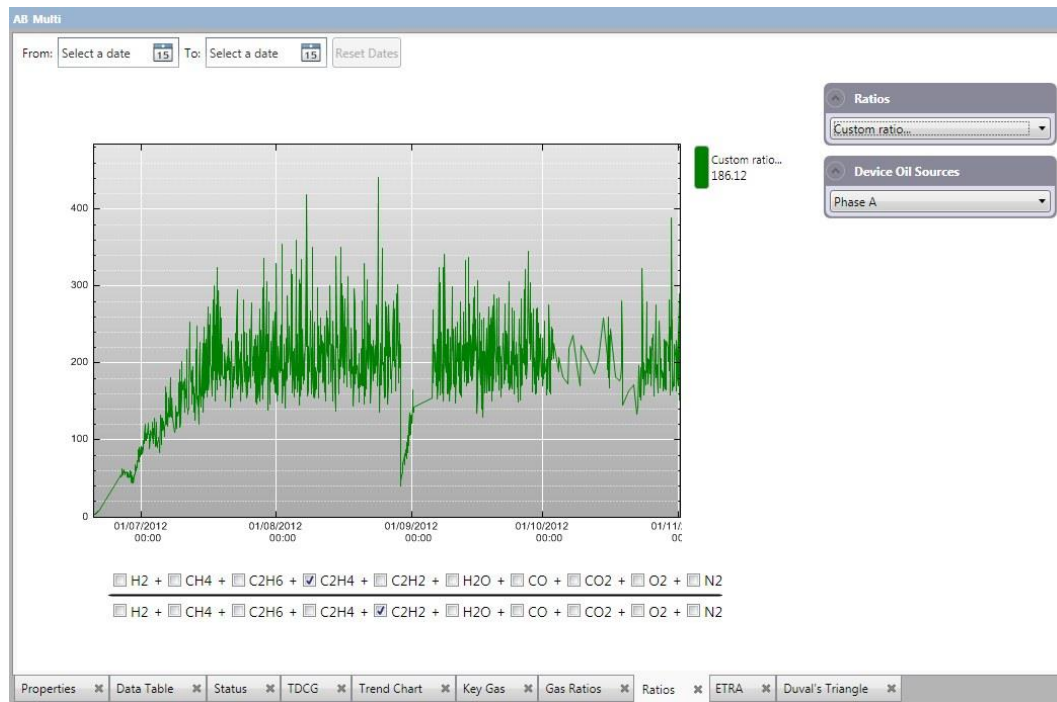 AB Multi
From: Select a date 15 To: Select a date 15 Reset Dates
Ratios
Custom ratio...
Device Oil Sources
Phase A
Custom ratio...
186.12
400
300
200
100
0
01/07/2012 01/08/2012 01/09/2012 01/10/2012 01/11/
00:00 00:00 00:00 00:00 00
H2 + CH4 + C2H6 + C2H4 + C2H2 + H2O + CO + CO2 + O2 + N2
H2 + CH4 + C2H6 + C2H4 + C2H2 + H2O + CO + CO2 + O2 + N2
Properties Data Table Status TDCG Trend Chart Key Gas Gas Ratios Ratios ETRA Duval's Triangle